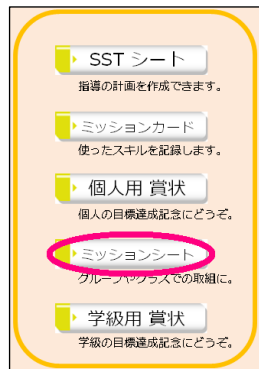 SST シート
指導の計画を作成できます。
ミッションカード
使ったスキルを記録します。
個人用 賞状
個人の目標達成記念にどうぞ。
ミッションシート
グループやクラスでの取組に。
学級用 賞状
学級の目標達成記念にどうぞ。